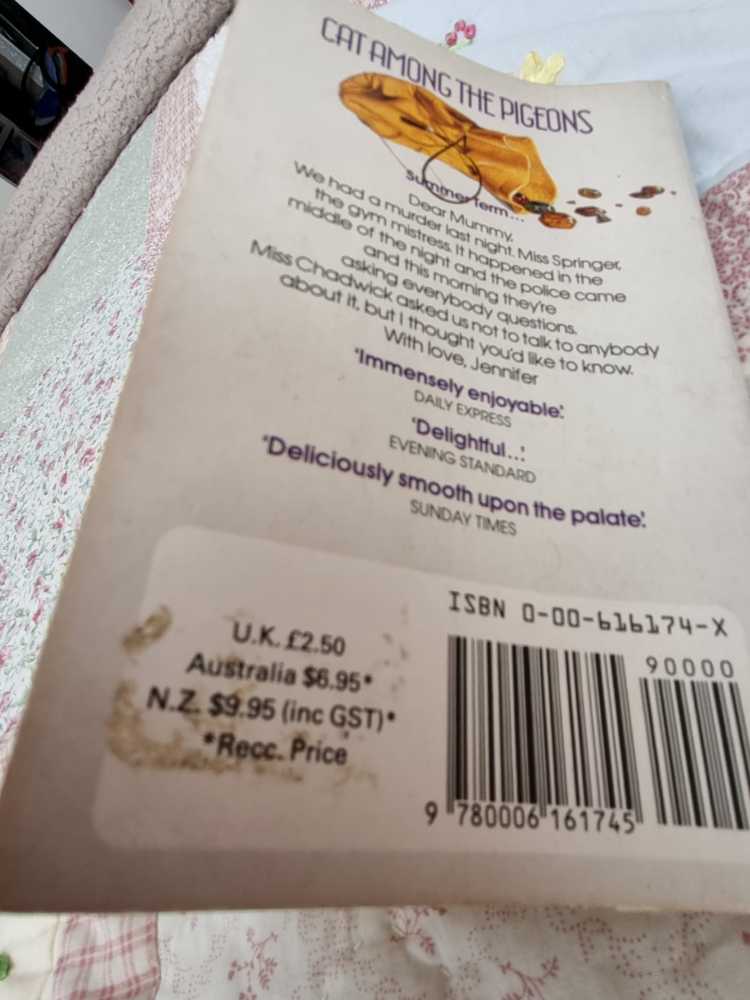 CAT AMONG THE PIGEONS
Summer Term...
Dear Mummy,
We had a murder last night. Miss Springer,
the gym mistress. It happened in the
middle of the night and the police came
and this morning they're
asking everybody questions.
Miss Chadwick asked us not to talk to anybody
about it, but I thought you'd like to know.
With love, Jennifer
'Immensely enjoyable.'
DAILY EXPRESS
'Delightful...'
EVENING STANDARD
'Deliciously smooth upon the palate.'
SUNDAY TIMES
ISBN 0-00-616174-X
U.K. £2.50
Australia $6.95*
N.Z. $9.95 (inc GST)*
*Recc. Price
90000
9 780006 161745